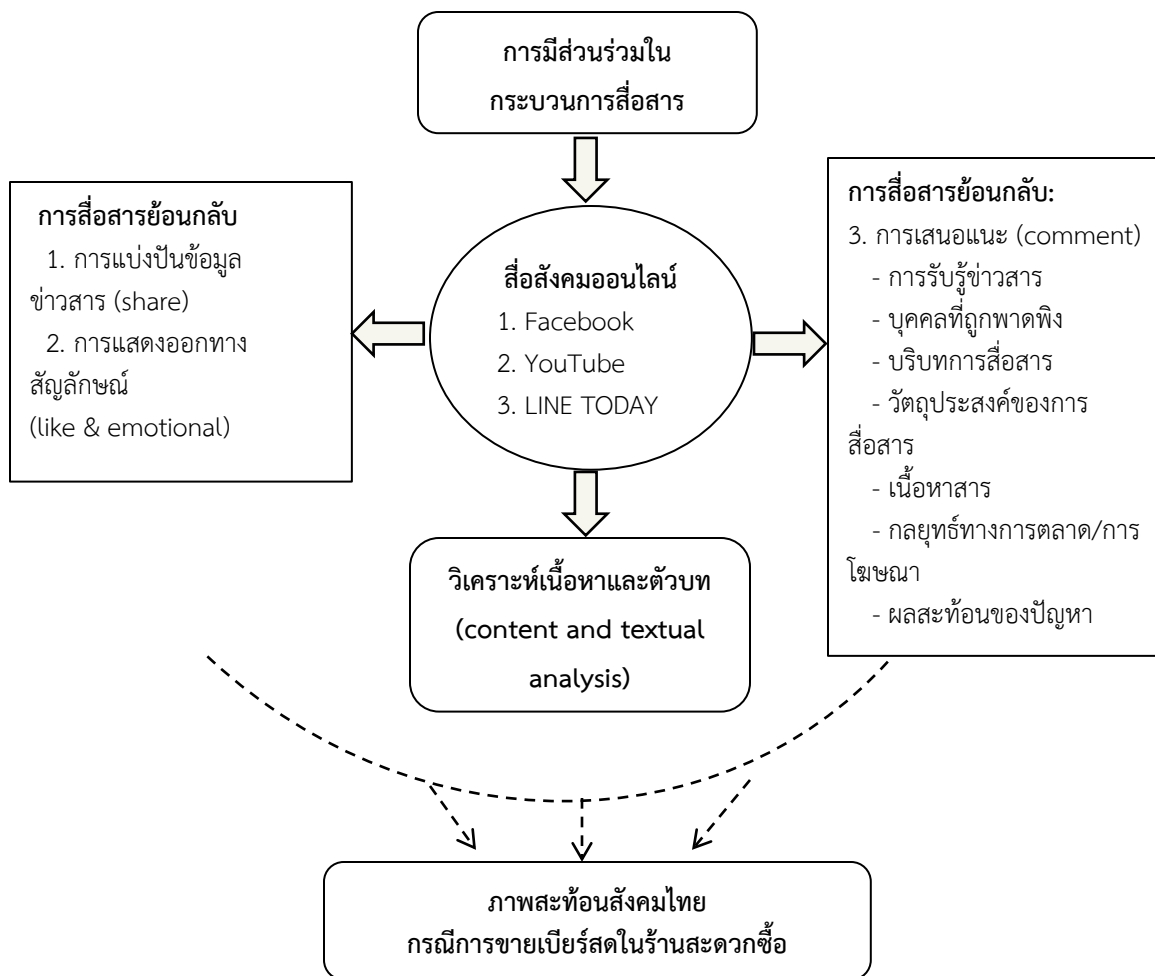 การมีส่วนร่วมใน
กระบวนการสื่อสาร
การสื่อสารย้อนกลับ
1. การแบ่งปันข้อมูล
ข่าวสาร (share)
2. การแสดงออกทาง
สัญลักษณ์
(like & emotional)
สื่อสังคมออนไลน์
1. Facebook
2. YouTube
3. LINE TODAY
การสื่อสารย้อนกลับ:
3. การเสนอแนะ (comment)
- การรับรู้ข่าวสาร
- บุคคลที่ถูกพาดพิง
- บริบทการสื่อสาร
- วัตถุประสงค์ของการ
สื่อสาร
- เนื้อหาสาร
- กลยุทธ์ทางการตลาด/การ
โฆษณา
- ผลสะท้อนของปัญหา
วิเคราะห์เนื้อหาและตัวบท
(content and textual
analysis)
ภาพสะท้อนสังคมไทย
กรณีการขายเบียร์สดในร้านสะดวกซื้อ